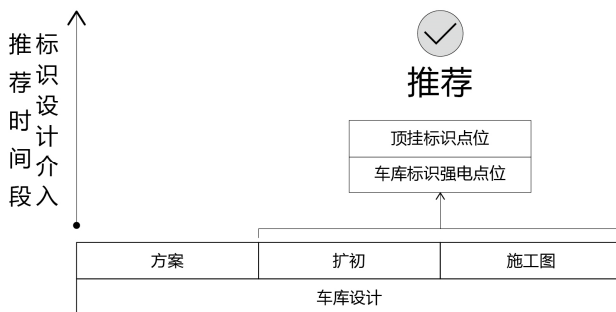 标识设计介入
推荐时间段
推荐
顶挂标识点位
车库标识强电点位
方案
扩初
施工图
车库设计